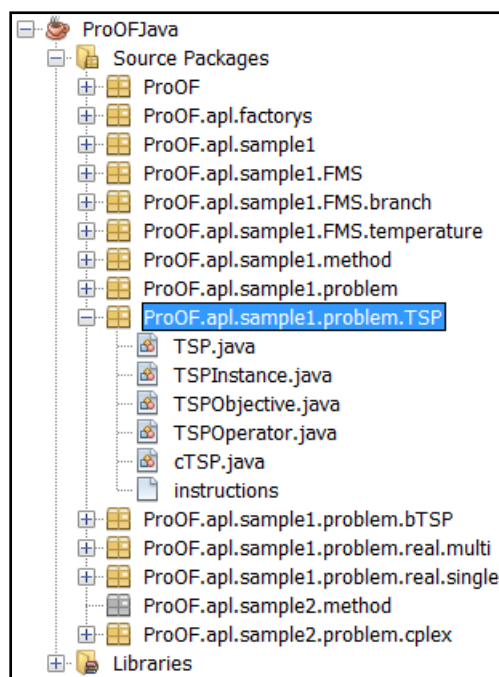 ProOFJava
Source Packages
ProOF
ProOF.apl.factorys
ProOF.apl.sample1
ProOF.apl.sample1.FMS
ProOF.apl.sample1.FMS.branch
ProOF.apl.sample1.FMS.temperature
ProOF.apl.sample1.method
ProOF.apl.sample1.problem
ProOF.apl.sample1.problem.TSP
TSP.java
TSPInstance.java
TSPObjective.java
TSPOperator.java
cTSP.java
instructions
ProOF.apl.sample1.problem.bTSP
ProOF.apl.sample1.problem.real.multi
ProOF.apl.sample1.problem.real.single
ProOF.apl.sample2.method
ProOF.apl.sample2.problem.cplex
Libraries